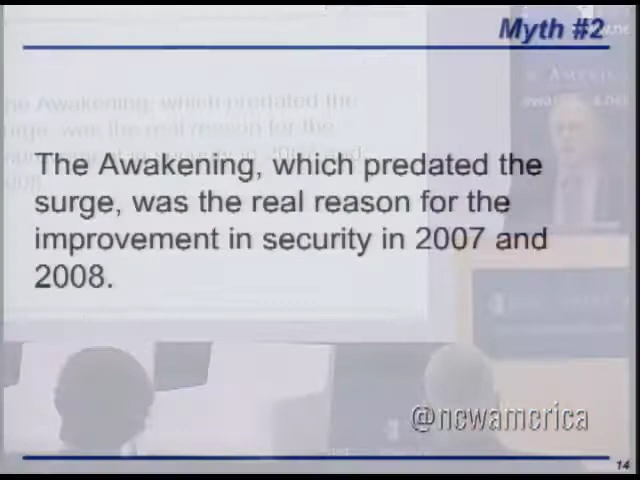 Myth #2
The Awakening, which predated the
surge, was the real reason for the
improvement in security in 2007 and
2008.
@newamerica
14